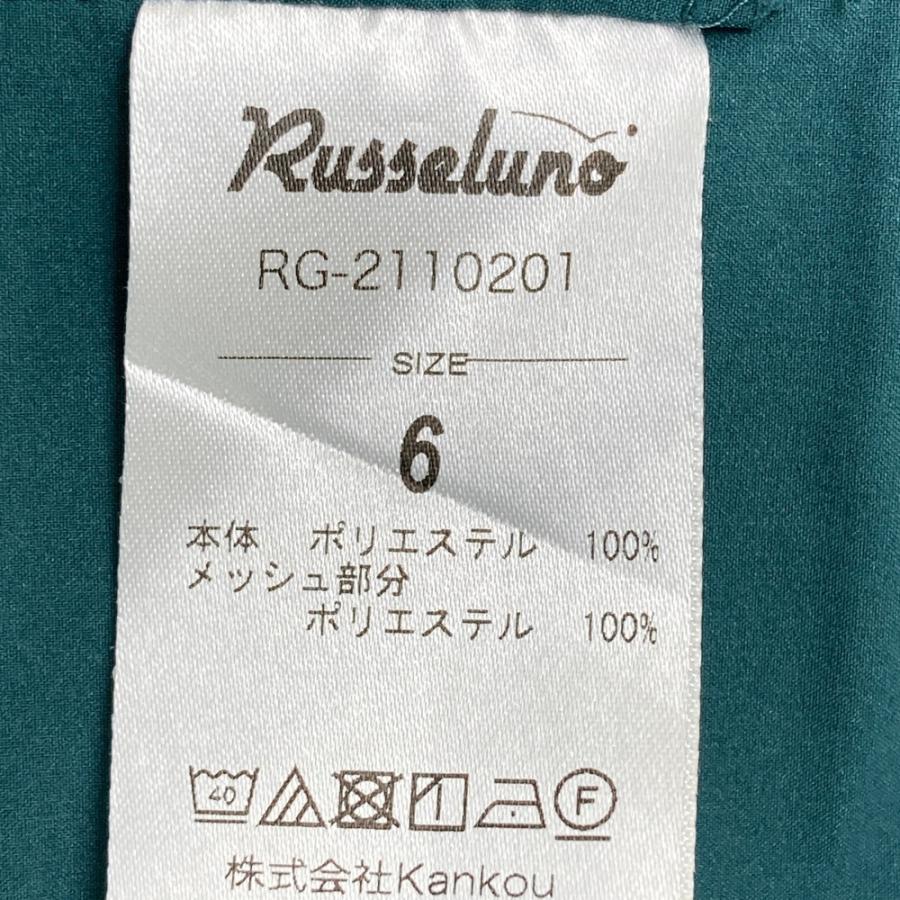 Russeluno
RG-2110201
SIZE
6
本体 ポリエステル 100%
メッシュ部分
ポリエステル 100%
40 F
株式会社Kankou